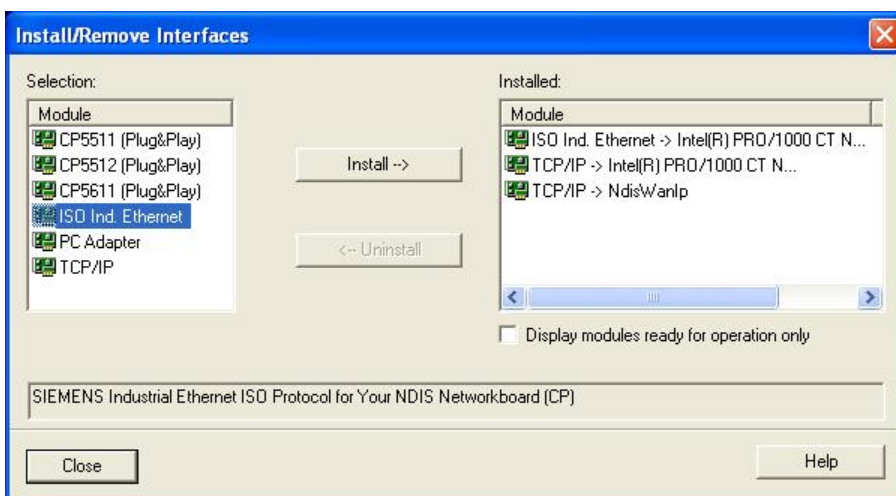 Install/Remove Interfaces
Selection:
Module
CP5511 (Plug&Play)
CP5512 (Plug&Play)
CP5611 (Plug&Play)
ISO Ind. Ethernet
PC Adapter
TCP/IP
Install -->
<-- Uninstall
Installed:
Module
ISO Ind. Ethernet -> Intel(R) PRO/1000 CT N...
TCP/IP -> Intel(R) PRO/1000 CT N...
TCP/IP -> NdisWanIp
Display modules ready for operation only
SIEMENS Industrial Ethernet ISO Protocol for Your NDIS Networkboard (CP)
Close
Help